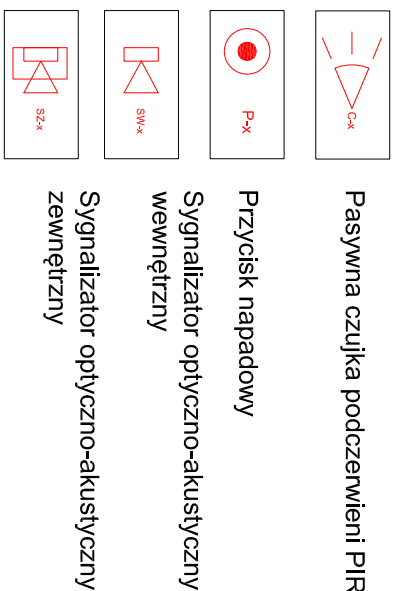 C-x
Pasywna czujka podczerwieni PIR
P-x
Przycisk napadowy
SW-x
Sygnalizator optyczno-akustyczny
wewnętrzny
SZ-x
Sygnalizator optyczno-akustyczny
zewnętrzny